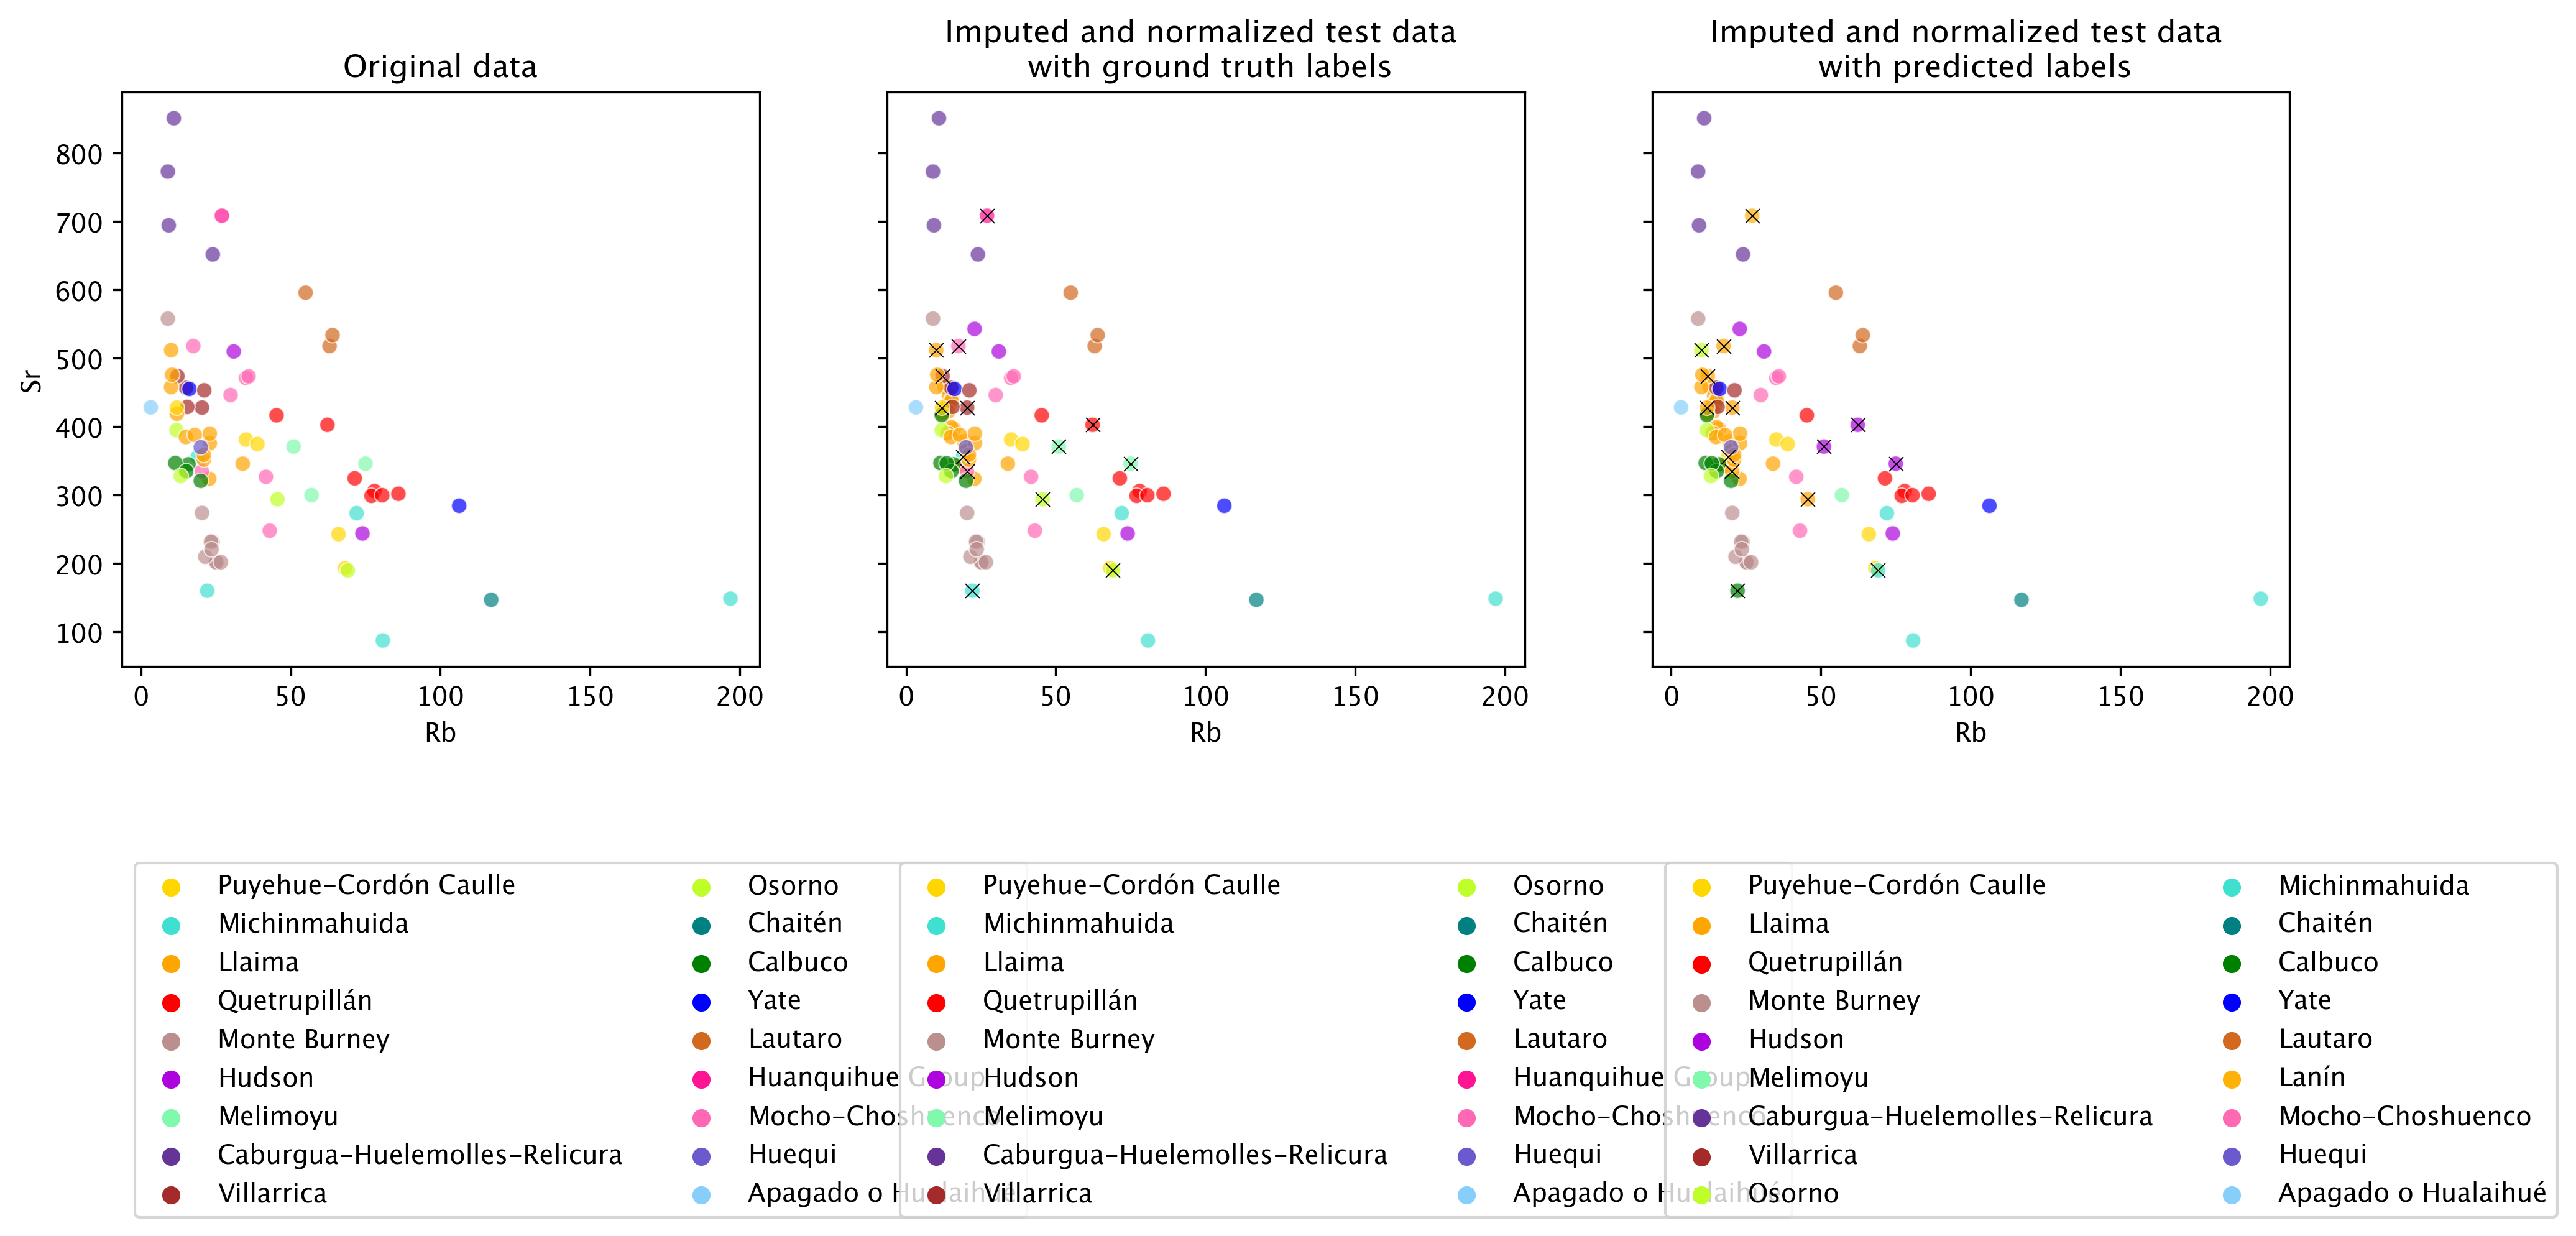 Original data
Imputed and normalized test data
with ground truth labels
Imputed and normalized test data
with predicted labels
Sr
800
700
600
500
400
300
200
100
0 50 100 150 200
0 50 100 150 200
0 50 100 150 200
Rb
Rb
Rb
Puyehue-Cordón Caulle
Michinmahuida
Llaima
Quetrupillán
Monte Burney
Hudson
Melimoyu
Caburgua-Huelemolles-Relicura
Villarrica
Osorno
Chaitén
Calbuco
Yate
Lautaro
Huanquihue Group
Mocho-Choshuenco
Huequi
Apagado o Hualaihué
Puyehue-Cordón Caulle
Michinmahuida
Llaima
Quetrupillán
Monte Burney
Hudson
Melimoyu
Caburgua-Huelemolles-Relicura
Villarrica
Osorno
Chaitén
Calbuco
Yate
Lautaro
Huanquihue Group
Mocho-Choshuenco
Huequi
Apagado o Hualaihué
Puyehue-Cordón Caulle
Llaima
Quetrupillán
Monte Burney
Hudson
Melimoyu
Caburgua-Huelemolles-Relicura
Villarrica
Osorno
Michinmahuida
Chaitén
Calbuco
Yate
Lautaro
Lanín
Mocho-Choshuenco
Huequi
Apagado o Hualaihué